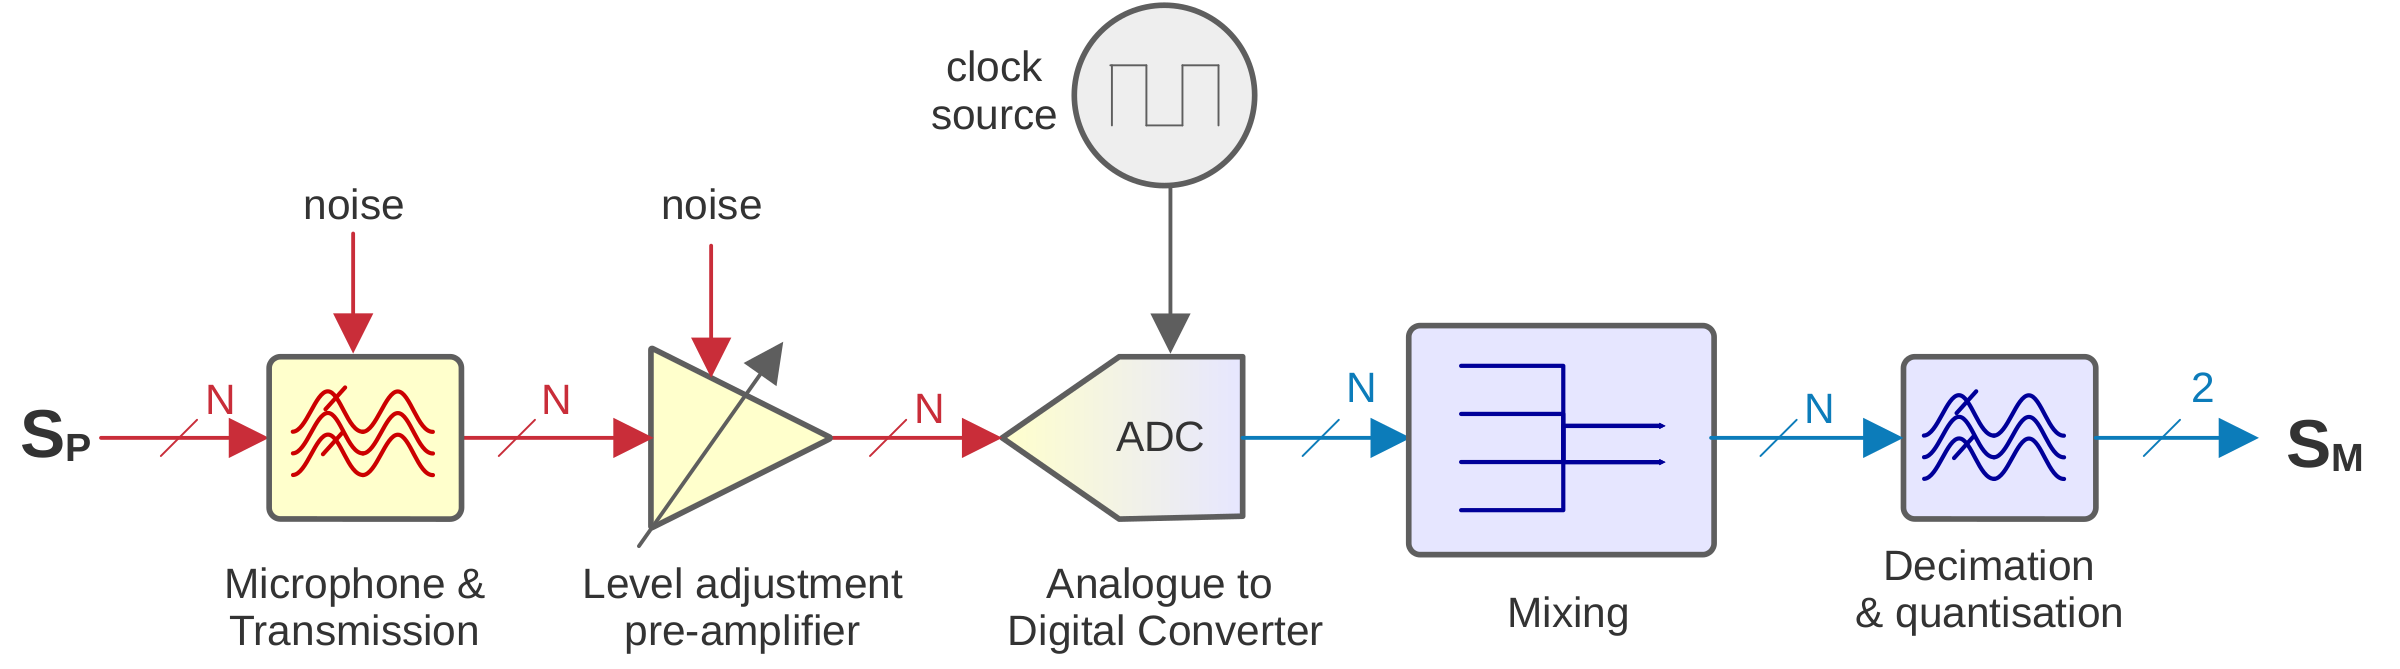 clock
source
noise
noise
SP
N
N
N
ADC
N
N
2
SM
Microphone &
Transmission
Level adjustment
pre-amplifier
Analogue to
Digital Converter
Mixing
Decimation
& quantisation